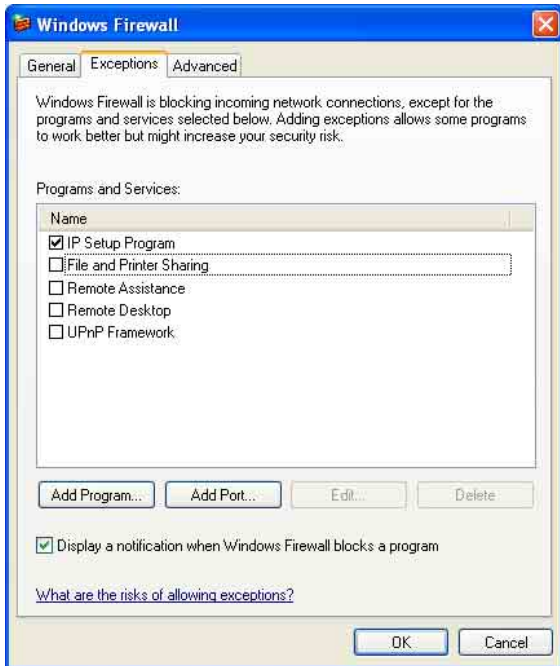 Windows Firewall
General Exceptions Advanced
Windows Firewall is blocking incoming network connections, except for the
programs and services selected below. Adding exceptions allows some programs
to work better but might increase your security risk.
Programs and Services:
Name
IP Setup Program
File and Printer Sharing
Remote Assistance
Remote Desktop
UPnP Framework
Add Program... Add Port... Edit... Delete
Display a notification when Windows Firewall blocks a program
What are the risks of allowing exceptions?
OK Cancel